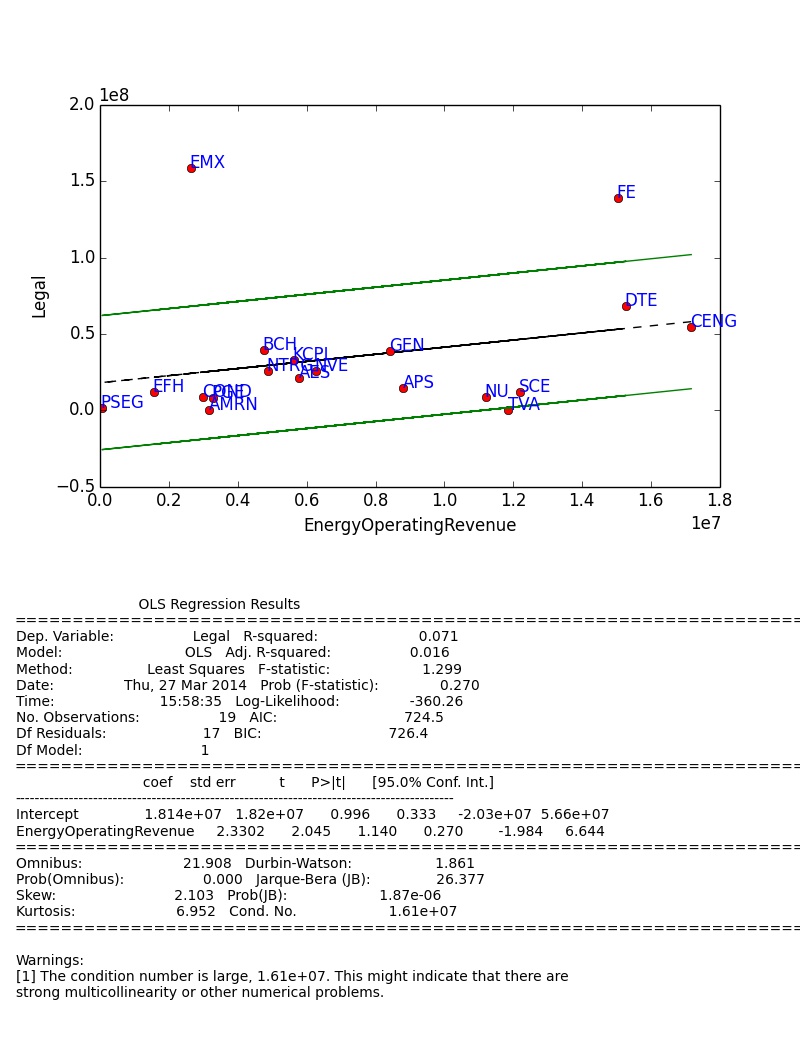 1e8
2.0
1.5
1.0
0.5
0.0
−0.5
Legal
EMX
FE
DTE
CENG
BCH
KCPL
GEN
NTRG
NVE
AES
EFH
APS
PSEG
COND
AMRN
NU
SCE
TVA
0.0 0.2 0.4 0.6 0.8 1.0 1.2 1.4 1.6 1.8
EnergyOperatingRevenue 1e7
OLS Regression Results
==============================================================================
Dep. Variable: Legal R-squared: 0.071
Model: OLS Adj. R-squared: 0.016
Method: Least Squares F-statistic: 1.299
Date: Thu, 27 Mar 2014 Prob (F-statistic): 0.270
Time: 15:58:35 Log-Likelihood: -360.26
No. Observations: 19 AIC: 724.5
Df Residuals: 17 BIC: 726.4
Df Model: 1
==============================================================================
coef std err t P>|t| [95.0% Conf. Int.]
------------------------------------------------------------------------------
Intercept 1.814e+07 1.82e+07 0.996 0.333 -2.03e+07 5.66e+07
EnergyOperatingRevenue 2.3302 2.045 1.140 0.270 -1.984 6.644
==============================================================================
Omnibus: 21.908 Durbin-Watson: 1.861
Prob(Omnibus): 0.000 Jarque-Bera (JB): 26.377
Skew: 2.103 Prob(JB): 1.87e-06
Kurtosis: 6.952 Cond. No. 1.61e+07
==============================================================================
Warnings:
[1] The condition number is large, 1.61e+07. This might indicate that there are
strong multicollinearity or other numerical problems.